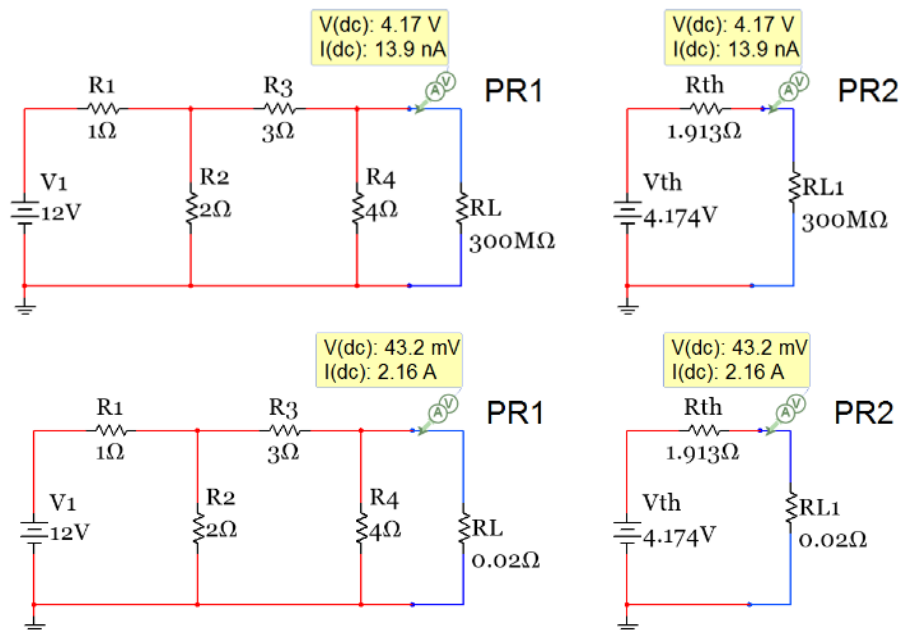 V(dc): 4.17 V
I(dc): 13.9 nA
PR1
R1
1Ω
R3
3Ω
V1
12V
R2
2Ω
R4
4Ω
RL
300MΩ
V(dc): 4.17 V
I(dc): 13.9 nA
PR2
Rth
1.913Ω
Vth
4.174V
RL1
300MΩ
V(dc): 43.2 mV
I(dc): 2.16 A
PR1
R1
1Ω
R3
3Ω
V1
12V
R2
2Ω
R4
4Ω
RL
0.02Ω
V(dc): 43.2 mV
I(dc): 2.16 A
PR2
Rth
1.913Ω
Vth
4.174V
RL1
0.02Ω
A
V
A
V
A
V
A
V